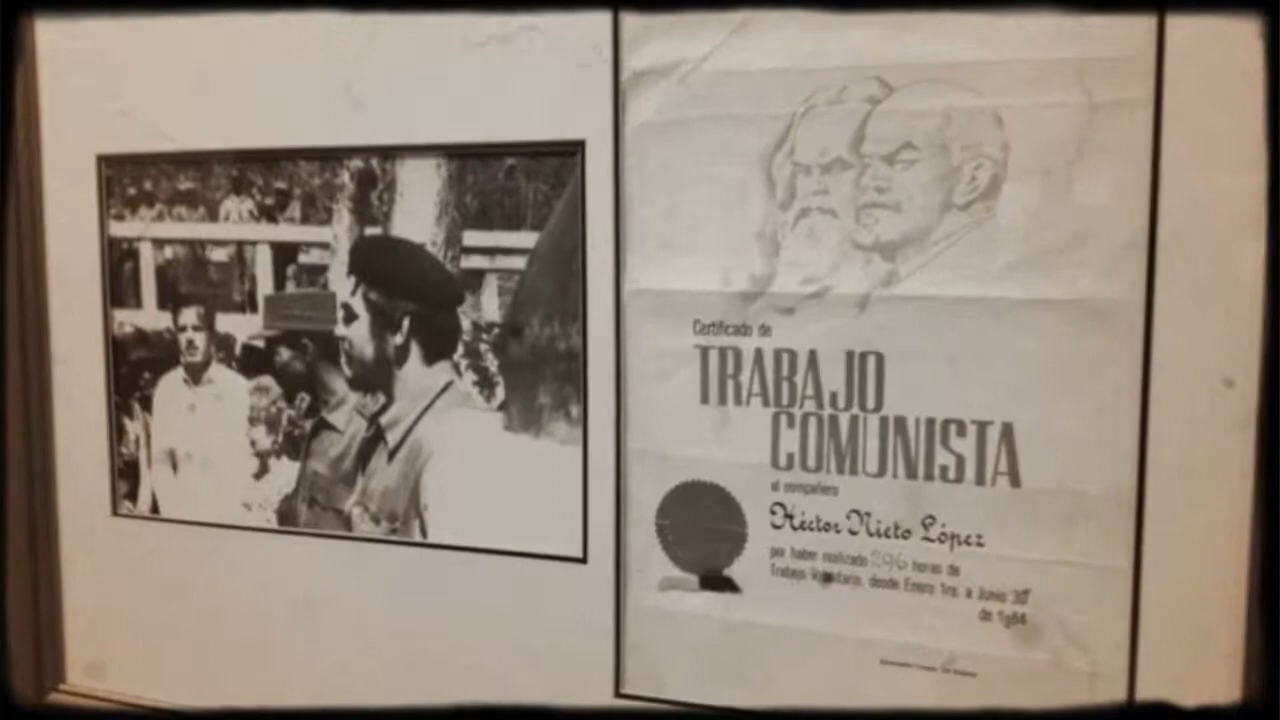 Certificado de
TRABAJO
COMUNISTA
al compañero
Héctor Nieto López
por haber realizado 296 horas de
Trabajo Voluntario, desde Enero 1ro. a Junio 30
de 1964